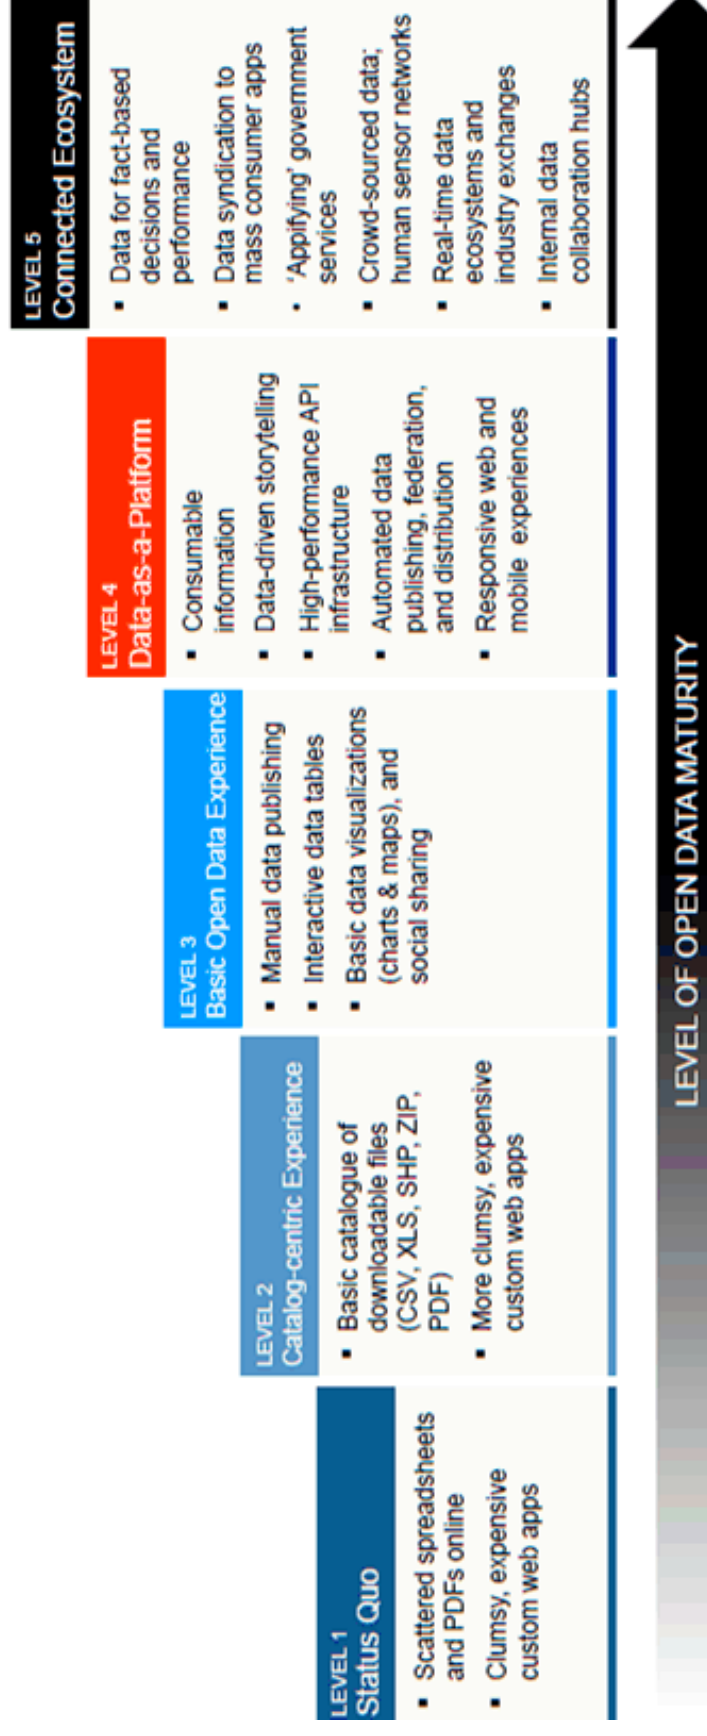 LEVEL 1
Status Quo
▪ Scattered spreadsheets
and PDFs online
▪ Clumsy, expensive
custom web apps
LEVEL 2
Catalog-centric Experience
▪ Basic catalogue of
downloadable files
(CSV, XLS, SHP, ZIP,
PDF)
▪ More clumsy, expensive
custom web apps
LEVEL 3
Basic Open Data Experience
▪ Manual data publishing
▪ Interactive data tables
▪ Basic data visualizations
(charts & maps), and
social sharing
LEVEL 4
Data-as-a-Platform
▪ Consumable
information
▪ Data-driven storytelling
▪ High-performance API
infrastructure
▪ Automated data
publishing, federation,
and distribution
▪ Responsive web and
mobile experiences
LEVEL 5
Connected Ecosystem
▪ Data for fact-based
decisions and
performance
▪ Data syndication to
mass consumer apps
• 'Appifying' government
services
▪ Crowd-sourced data;
human sensor networks
▪ Real-time data
ecosystems and
industry exchanges
▪ Internal data
collaboration hubs
LEVEL OF OPEN DATA MATURITY